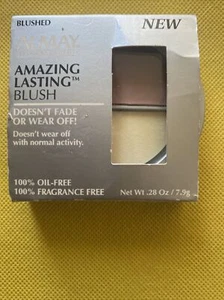 BLUSHED
NEW
ALMAY
AMAZING
LASTING™
BLUSH
DOESN'T FADE
OR WEAR OFF!
Doesn't wear off
with normal activity.
100% OIL-FREE
100% FRAGRANCE FREE
Net Wt .28 Oz / 7.9g